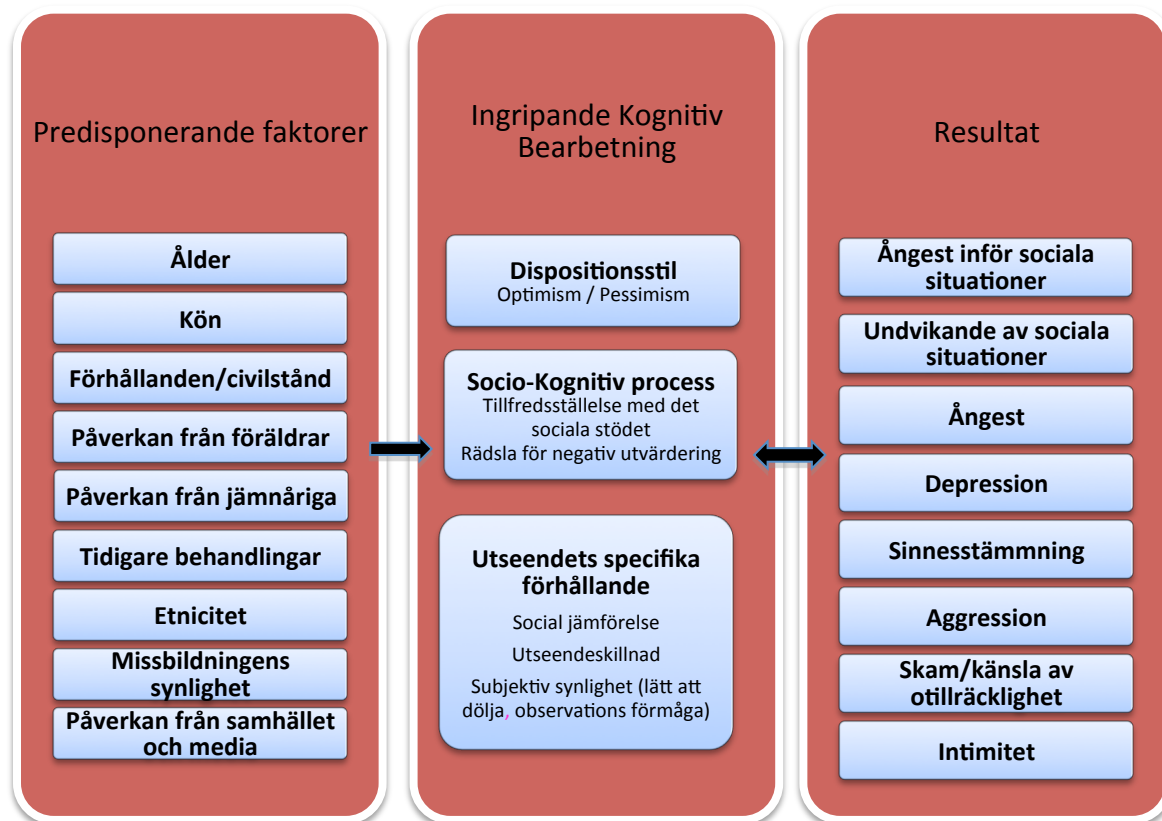 Predisponerande faktorer
Ålder
Kön
Förhållanden/civilstånd
Påverkan från föräldrar
Påverkan från jämnåriga
Tidigare behandlingar
Etnicitet
Missbildningens
synlighet
Påverkan från samhället
och media
Ingripande Kognitiv
Bearbetning
Dispositionsstil
Optimism / Pessimism
Socio-Kognitiv process
Tillfredsställelse med det
sociala stödet
Rädsla för negativ utvärdering
Utseendets specifika
förhållande
Social jämförelse
Utseendeskillnad
Subjektiv synlighet (lätt att
dölja, observations förmåga)
Resultat
Ångest inför sociala
situationer
Undvikande av sociala
situationer
Ångest
Depression
Sinnesstämmning
Aggression
Skam/känsla av
otillräcklighet
Intimitet